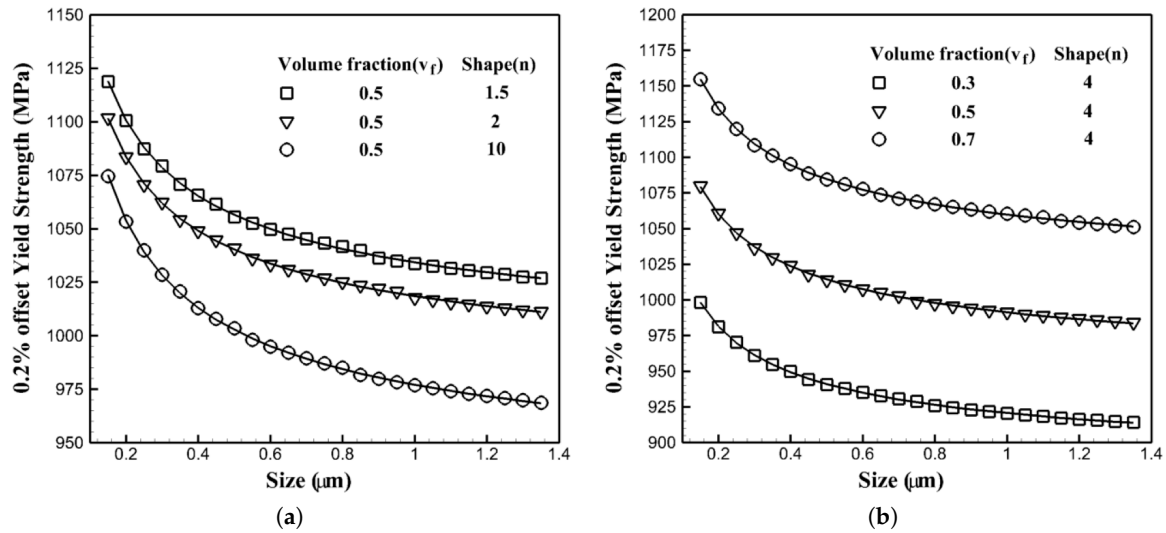 1150
1125
1100
1075
1050
1025
1000
975
950
0.2% offset Yield Strength (MPa)
Volume fraction(vf) Shape(n)
0.5 1.5
0.5 2
0.5 10
0.2 0.4 0.6 0.8 1 1.2 1.4
Size (μm)
(a)
1200
1175
1150
1125
1100
1075
1050
1025
1000
975
950
925
900
0.2% offset Yield Strength (MPa)
Volume fraction(vf) Shape(n)
0.3 4
0.5 4
0.7 4
0.2 0.4 0.6 0.8 1 1.2 1.4
Size (μm)
(b)